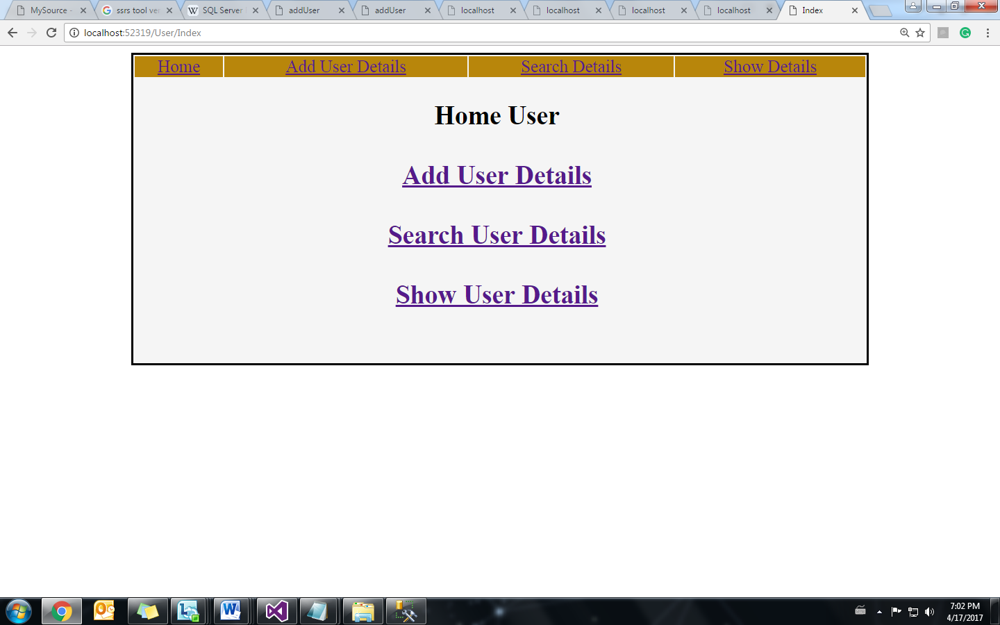 MySource - ssrs tool ver SQL Server addUser addUser localhost localhost localhost localhost Index
localhost:52319/User/Index
Home Add User Details Search Details Show Details
Home User
Add User Details
Search User Details
Show User Details
7:02 PM
4/17/2017